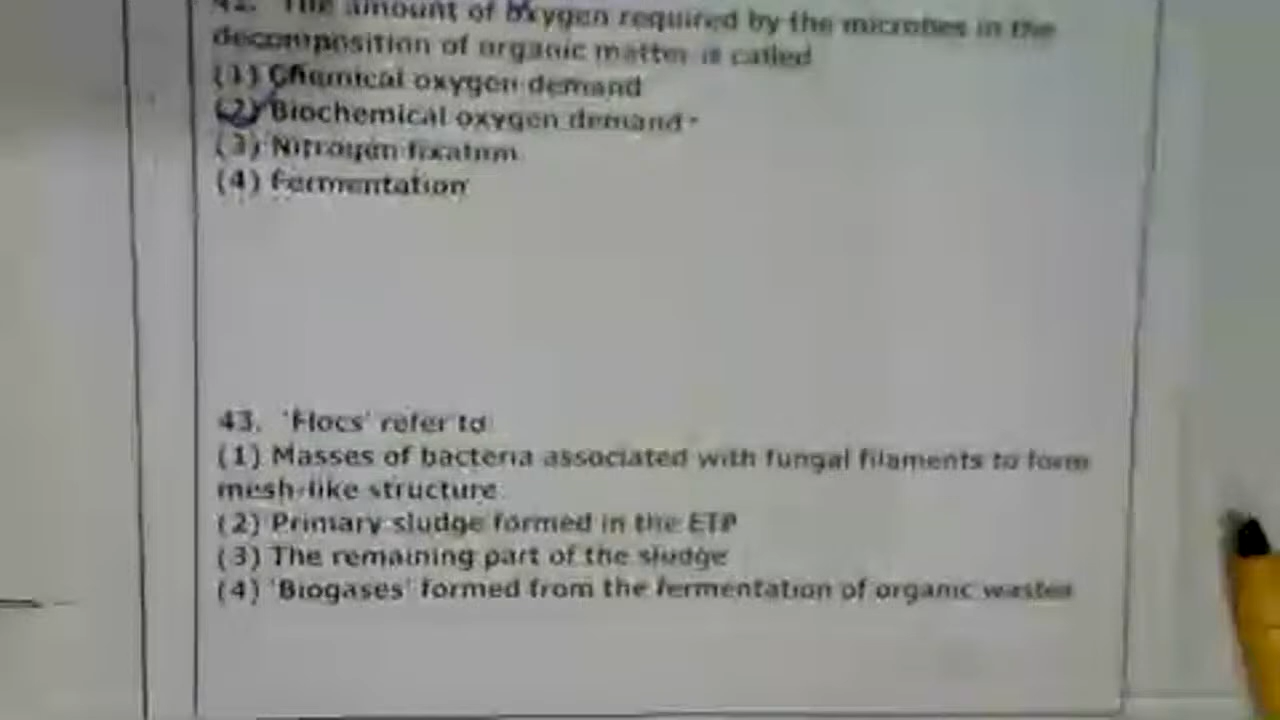 42. The amount of oxygen required by the microbes in the
decomposition of organic matter is called
(1) Chemical oxygen demand
(2) Biochemical oxygen demand
(3) Nitrogen fixation
(4) Fermentation
43. 'Flocs' refer to
(1) Masses of bacteria associated with fungal filaments to form
mesh-like structure
(2) Primary sludge formed in the ETP
(3) The remaining part of the sludge
(4) 'Biogases' formed from the fermentation of organic wastes